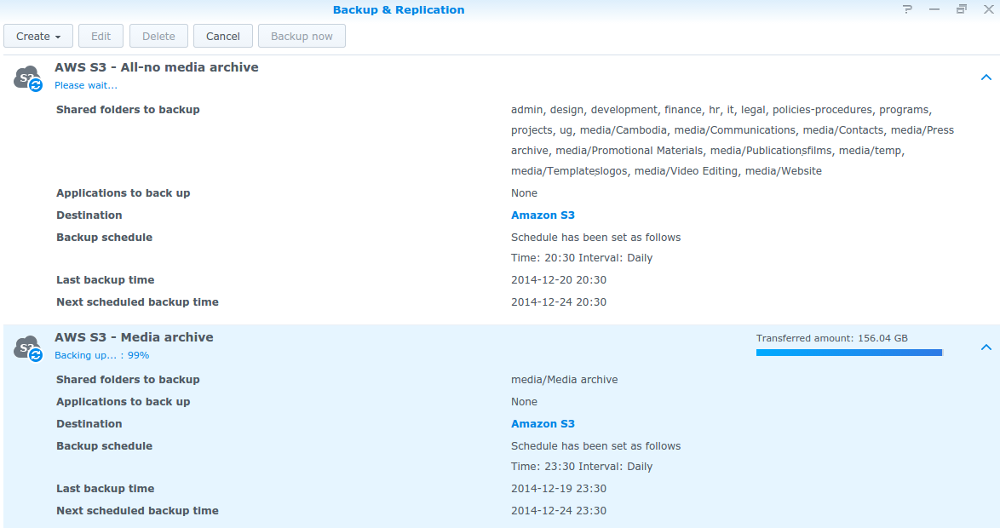 Backup & Replication
Create Edit Delete Cancel Backup now
S3
AWS S3 - All-no media archive
Please wait...
Shared folders to backup
admin, design, development, finance, hr, it, legal, policies-procedures, programs,
projects, ug, media/Cambodia, media/Communications, media/Contacts, media/Press
archive, media/Promotional Materials, media/Publications,films, media/temp,
media/Templates,logos, media/Video Editing, media/Website
Applications to back up None
Destination Amazon S3
Backup schedule Schedule has been set as follows
Time: 20:30 Interval: Daily
Last backup time 2014-12-20 20:30
Next scheduled backup time 2014-12-24 20:30
S3
AWS S3 - Media archive
Transferred amount: 156.04 GB
Backing up... : 99%
Shared folders to backup media/Media archive
Applications to back up None
Destination Amazon S3
Backup schedule Schedule has been set as follows
Time: 23:30 Interval: Daily
Last backup time 2014-12-19 23:30
Next scheduled backup time 2014-12-24 23:30